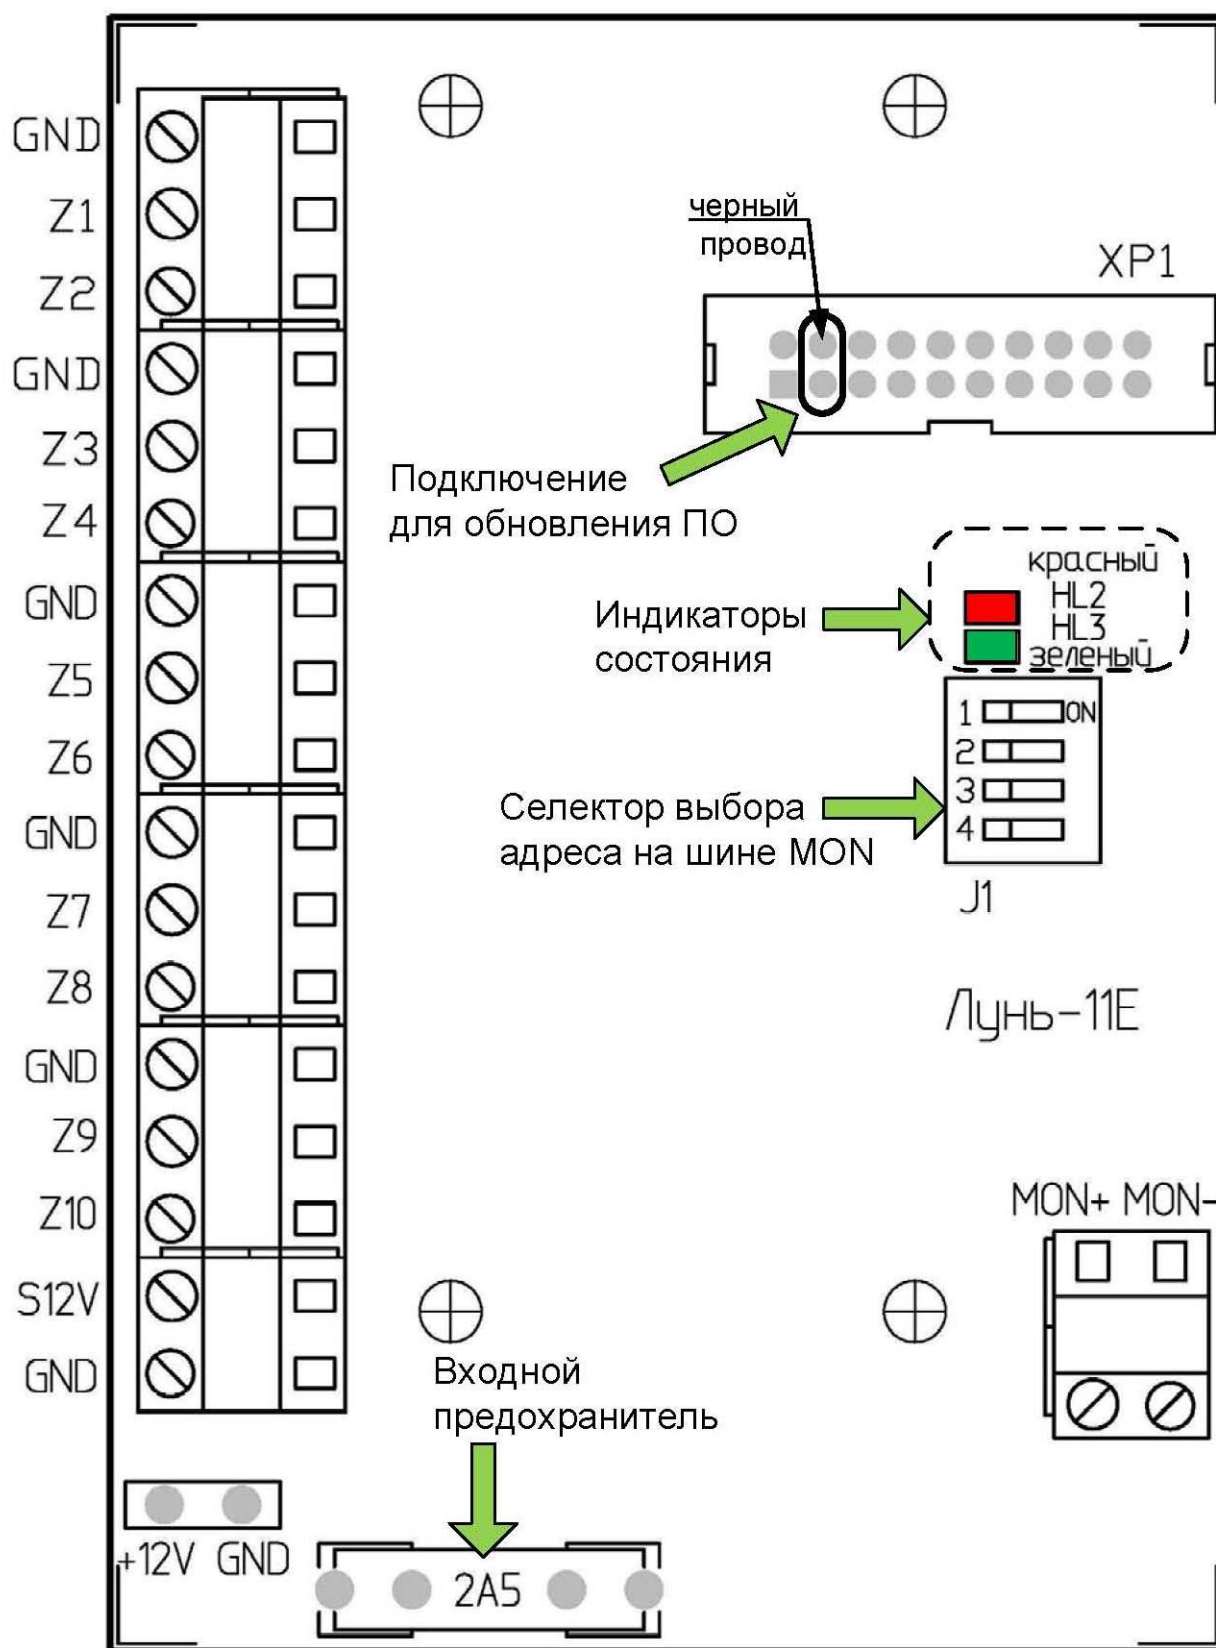 GND
Z1
Z2
GND
Z3
Z4
GND
Z5
Z6
GND
Z7
Z8
GND
Z9
Z10
S12V
GND
+12V GND
черный
провод
XP1
Подключение
для обновления ПО
красный
HL2
HL3
зеленый
Индикаторы
состояния
1 ON
2
3
4
Селектор выбора
адреса на шине MON
J1
Лунь-11E
MON+ MON-
Входной
предохранитель
2A5